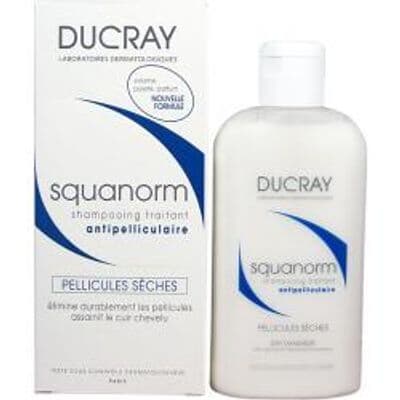 DUCRAY
LABORATOIRES DERMATOLOGIQUES
NOUVELLE
FORMULE
squanorm
shampooing traitant
antipelliculaire
PELLICULES SÈCHES
élimine durablement les pellicules
assainit le cuir chevelu
PARIS
DUCRAY
squanorm
shampooing traitant
antipelliculaire
PELLICULES SÈCHES